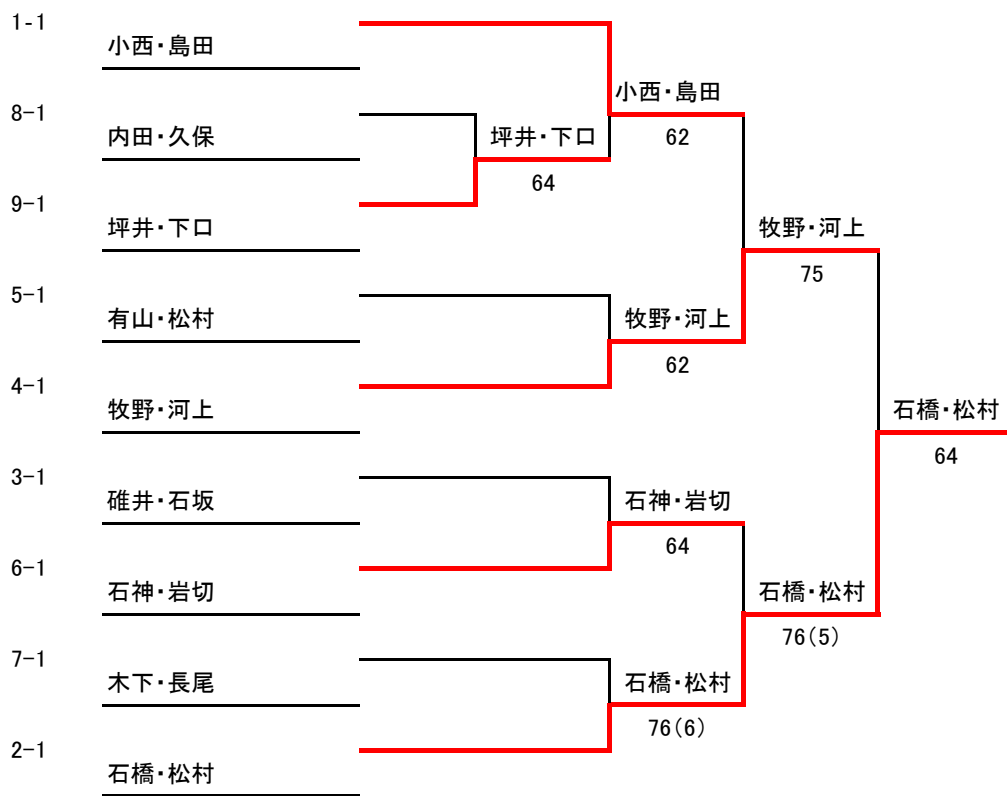 1-1
小西・島田
小西・島田
8-1
62
内田・久保
坪井・下口
64
9-1
坪井・下口
牧野・河上
75
5-1
有山・松村
牧野・河上
62
4-1
牧野・河上
石橋・松村
64
3-1
碓井・石坂
石神・岩切
64
6-1
石神・岩切
石橋・松村
76(5)
7-1
木下・長尾
石橋・松村
76(6)
2-1
石橋・松村